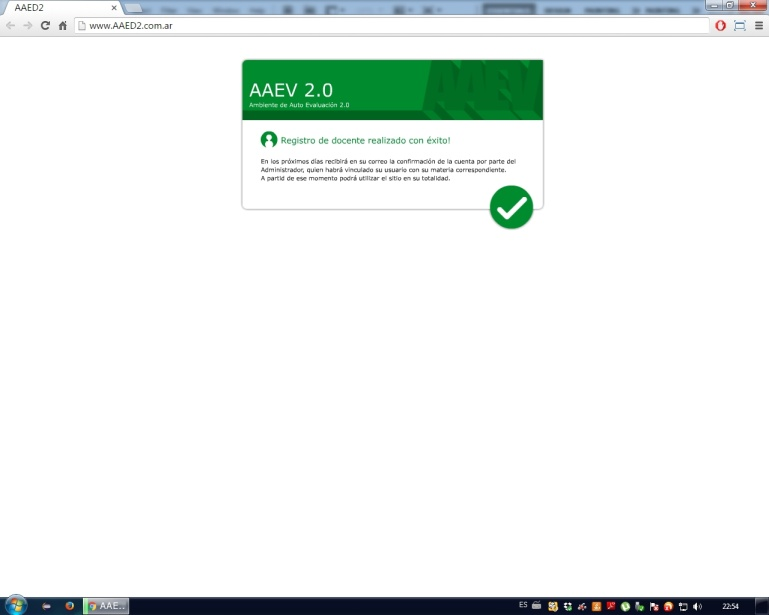 AAED2
www.AAED2.com.ar
AAEV 2.0
Ambiente de Auto Evaluación 2.0
AAEV
Registro de docente realizado con éxito!
En los próximos días recibirá en su correo la confirmación de la cuenta por parte del
Administrador, quien habrá vinculado su usuario con su materia correspondiente.
A partid de ese momento podrá utilizar el sitio en su totalidad.
AAE...
ES
22:54